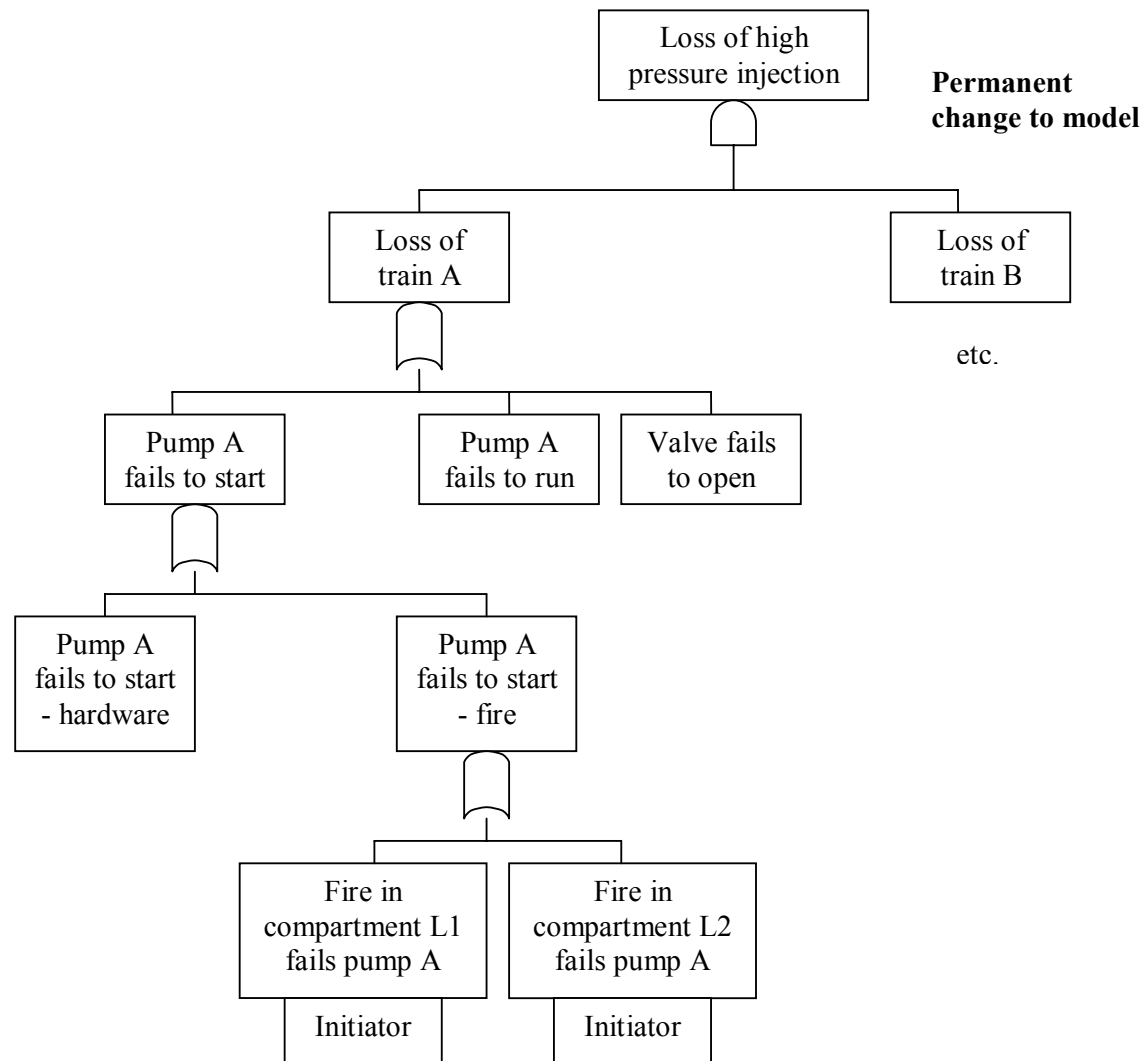 Loss of high
pressure injection
Permanent
change to model
Loss of
train A
Loss of
train B
etc.
Pump A
fails to start
Pump A
fails to run
Valve fails
to open
Pump A
fails to start
- hardware
Pump A
fails to start
- fire
Fire in
compartment L1
fails pump A
Fire in
compartment L2
fails pump A
Initiator
Initiator